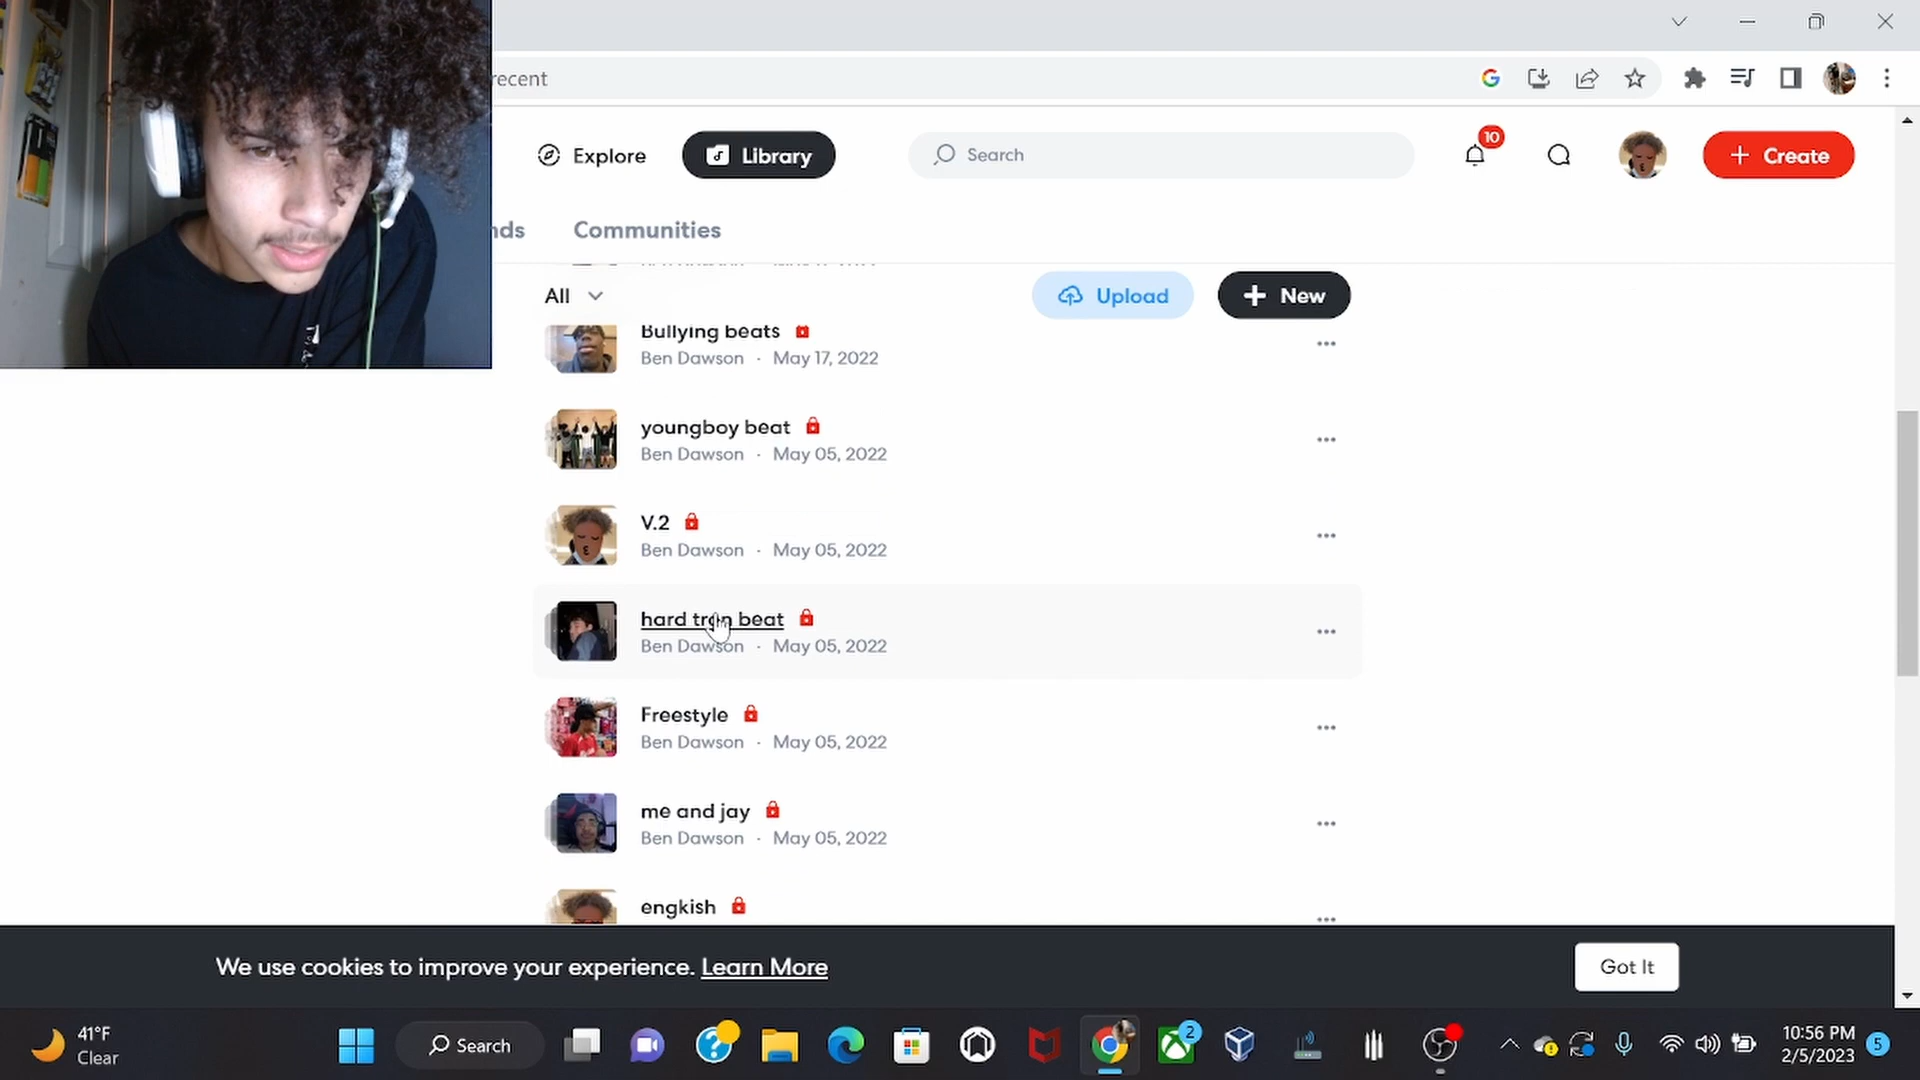 recent
Explore
Library
Search
10
Create
nds
Communities
All
Upload
New
Bullying beats
Ben Dawson · May 17, 2022
youngboy beat
Ben Dawson · May 05, 2022
V.2
Ben Dawson · May 05, 2022
hard tron beat
Ben Dawson · May 05, 2022
Freestyle
Ben Dawson · May 05, 2022
me and jay
Ben Dawson · May 05, 2022
engkish
We use cookies to improve your experience. Learn More
Got It
41°F
Clear
Search
2
10:56 PM
2/5/2023
5